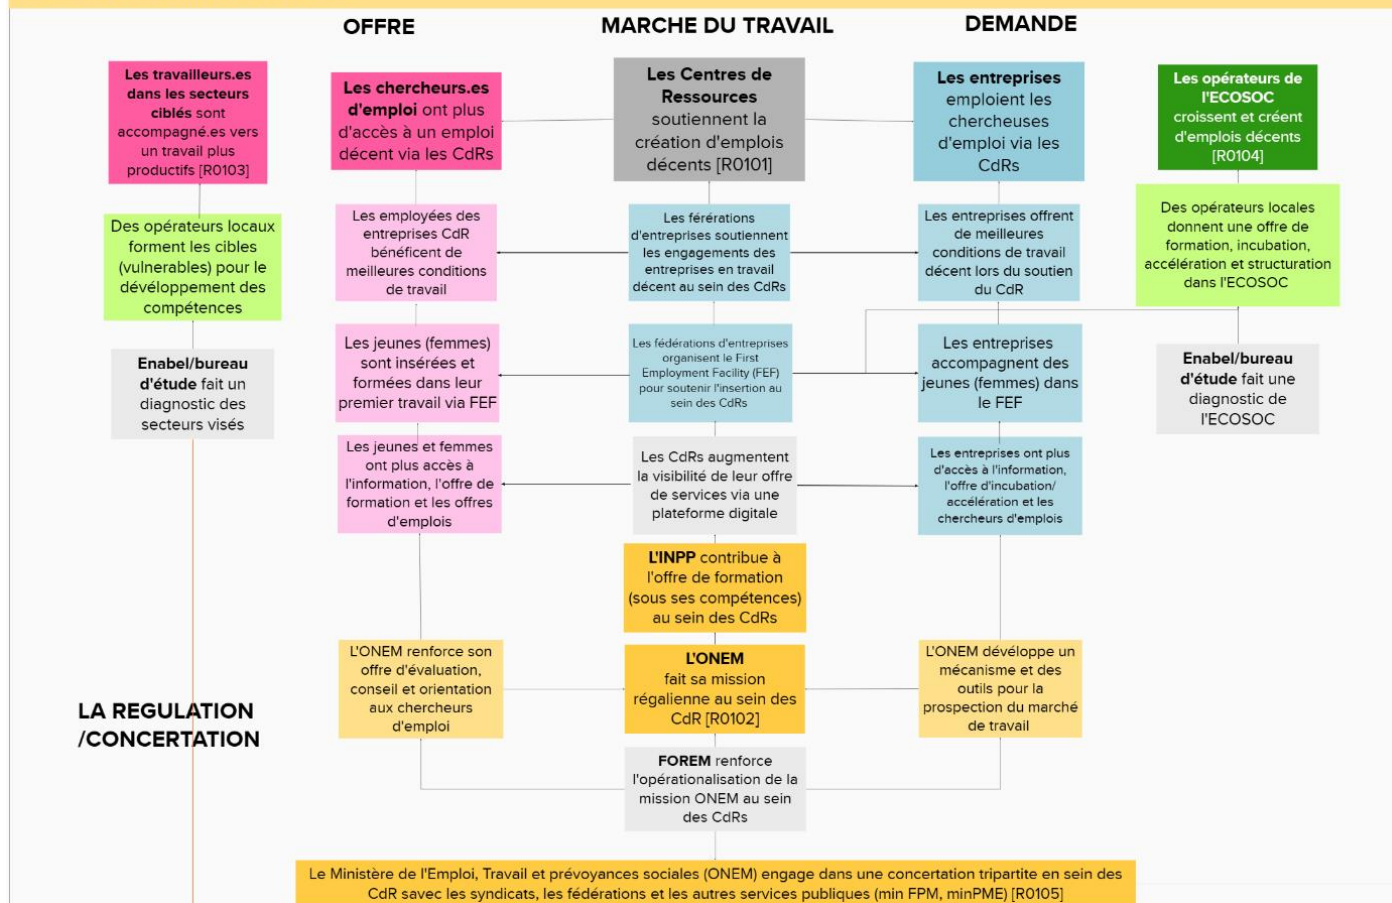 OFFRE
MARCHE DU TRAVAIL
DEMANDE
Les travailleurs.es
dans les secteurs
ciblés sont
accompagné.es vers
un travail plus
productifs [R0103]
Les chercheurs.es
d'emploi ont plus
d'accès à un emploi
décent via les CdRs
Les Centres de
Ressources
soutiennent la
création d'emplois
décents [R0101]
Les entreprises
emploient les
chercheuses
d'emploi via les
CdRs
Les opérateurs de
l'ECOSOC
croissent et créent
d'emplois décents
[R0104]
Des opérateurs locaux
forment les cibles
(vulnerables) pour le
dévéloppement des
compétences
Les employées des
entreprises CdR
bénéficent de
meilleures conditions
de travail
Les férérations
d'entreprises soutiennent
les engagements des
entreprises en travail
décent au sein des CdRs
Les entreprises offrent
de meilleures
conditions de travail
décent lors du soutien
du CdR
Des opérateurs locales
donnent une offre de
formation, incubation,
accélération et structuration
dans l'ECOSOC
Enabel/bureau
d'étude fait un
diagnostic des
secteurs visés
Les jeunes (femmes)
sont insérées et
formées dans leur
premier travail via FEF
Les fédérations d'entreprises
organisent le First
Employment Facility (FEF)
pour soutenir l'insertion au
sein des CdRs
Les entreprises
accompagnent des
jeunes (femmes) dans
le FEF
Enabel/bureau
d'étude fait une
diagnostic de
l'ECOSOC
Les jeunes et femmes
ont plus accès à
l'information, l'offre de
formation et les offres
d'emplois
Les CdRs augmentent
la visibilité de leur offre
de services via une
plateforme digitale
Les entreprises ont plus
d'accès à l'information,
l'offre d'incubation/
accélération et les
chercheurs d'emplois
L'INPP contribue à
l'offre de formation
(sous ses compétences)
au sein des CdRs
L'ONEM renforce son
offre d'évaluation,
conseil et orientation
aux chercheurs
d'emploi
L'ONEM
fait sa mission
régalienne au sein des
CdR [R0102]
L'ONEM dévéloppe un
mécanisme et des
outils pour la
prospection du marché
de travail
LA REGULATION
/CONCERTATION
FOREM renforce
l'opérationalisation de la
mission ONEM au sein
des CdRs
Le Ministère de l'Emploi, Travail et prévoyances sociales (ONEM) engage dans une concertation tripartite en sein des
CdR savec les syndicats, les fédérations et les autres services publiques (min FPM, minPME) [R0105]